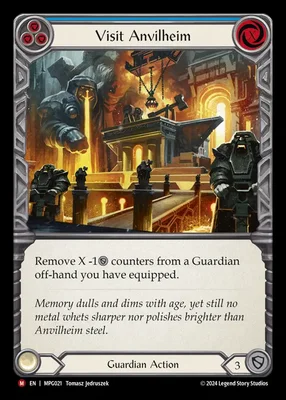 Visit Anvilheim
Remove X -1 counters from a Guardian
off-hand you have equipped.
Memory dulls and dims with age, yet still no
metal whets sharper nor polishes brighter than
Anvilheim steel.
Guardian Action
3
M EN | MPG021 Tomasz Jedruszek
© 2024 Legend Story Studios